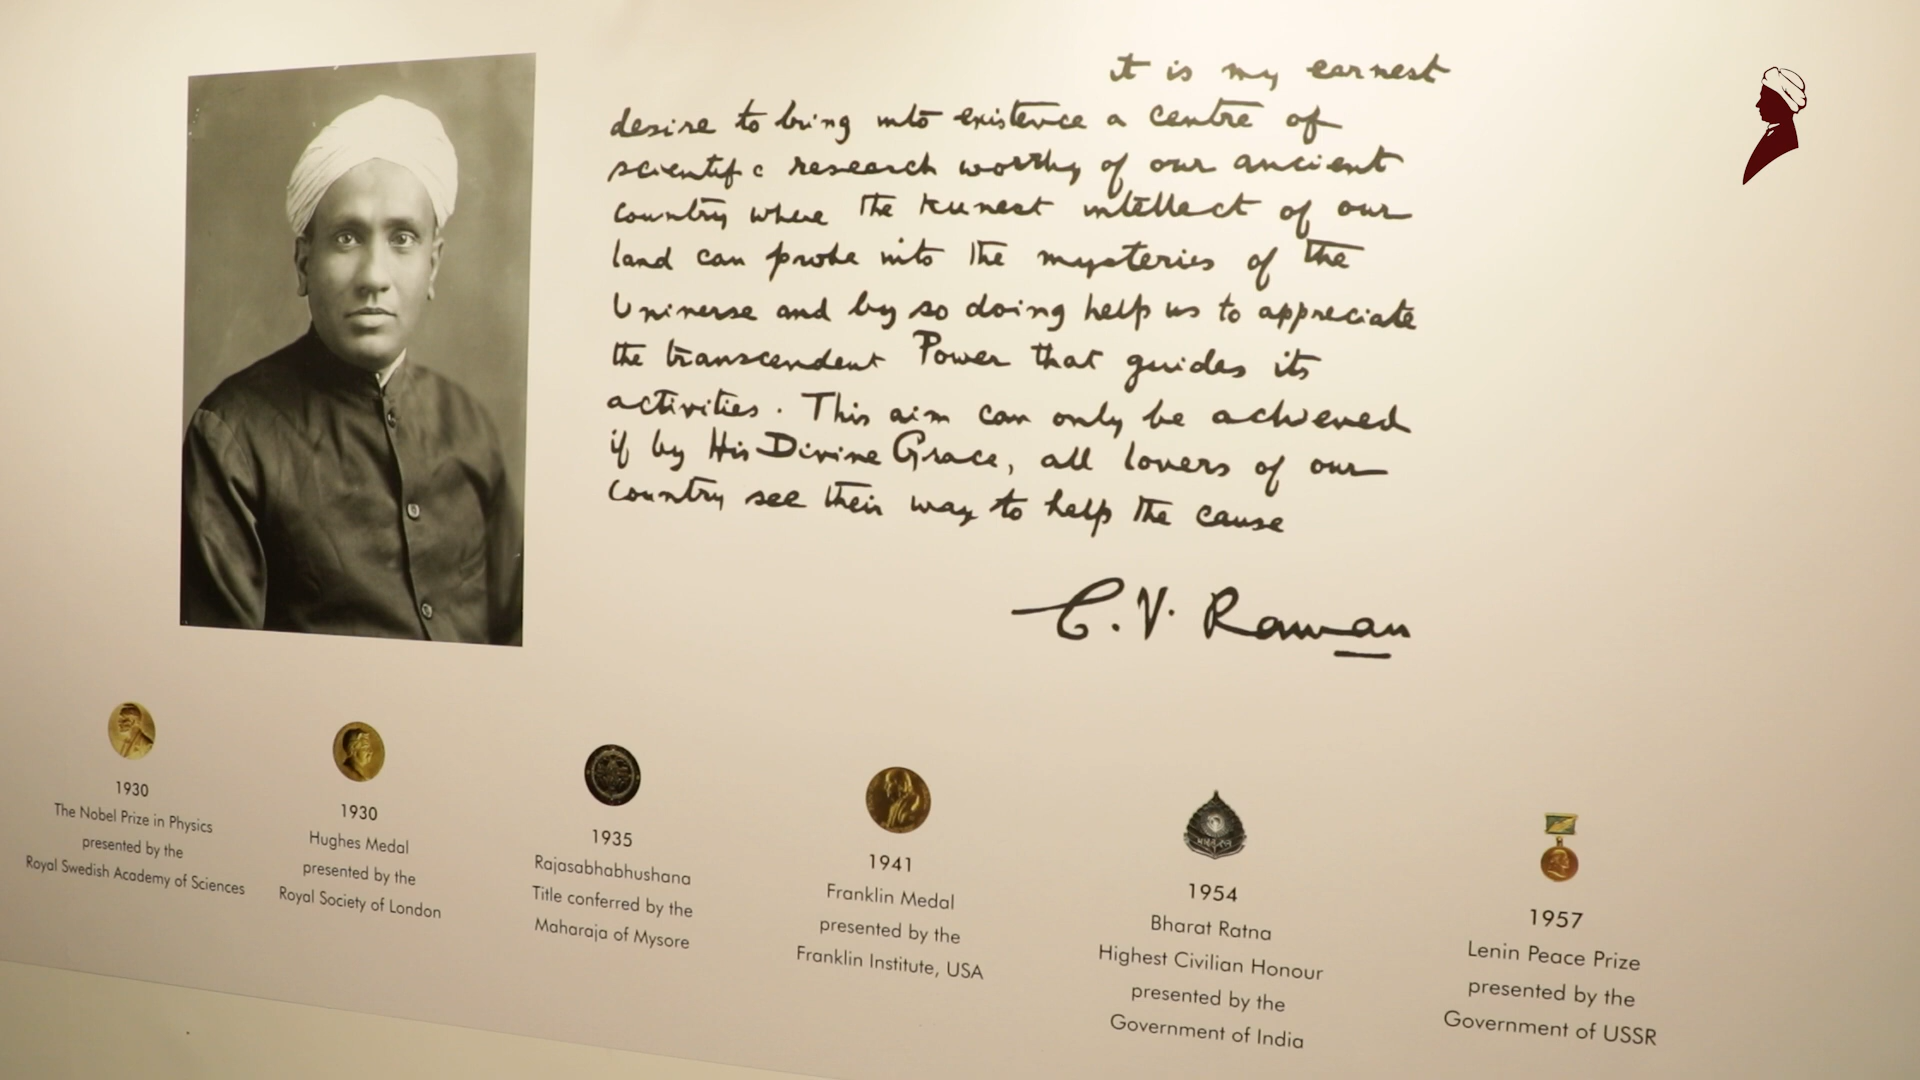 it is my earnest
desire to bring into existence a centre of
scientific research worthy of our ancient
country where the keenest intellect of our
land can probe into the mysteries of the
Universe and by so doing help us to appreciate
the transcendent Power that guides its
activities. This aim can only be achieved
if by His Divine Grace, all lovers of our
country see their way to help the cause
C. V. Raman
1930
The Nobel Prize in Physics
presented by the
Royal Swedish Academy of Sciences
1930
Hughes Medal
presented by the
Royal Society of London
1935
Rajasabhabhushana
Title conferred by the
Maharaja of Mysore
1941
Franklin Medal
presented by the
Franklin Institute, USA
1954
Bharat Ratna
Highest Civilian Honour
presented by the
Government of India
1957
Lenin Peace Prize
presented by the
Government of USSR